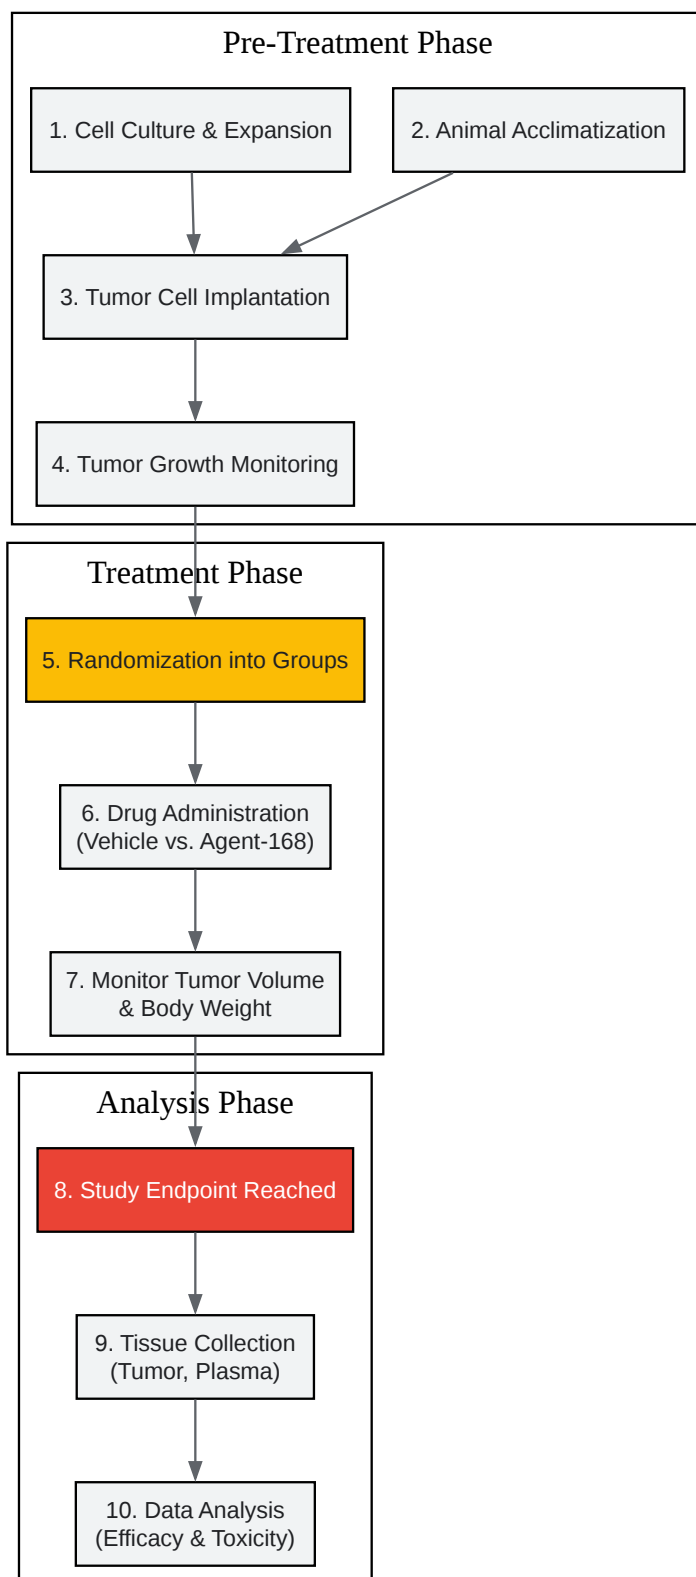 Pre-Treatment Phase
1. Cell Culture & Expansion
2. Animal Acclimatization
3. Tumor Cell Implantation
4. Tumor Growth Monitoring
Treatment Phase
5. Randomization into Groups
6. Drug Administration
(Vehicle vs. Agent-168)
7. Monitor Tumor Volume
& Body Weight
Analysis Phase
8. Study Endpoint Reached
9. Tissue Collection
(Tumor, Plasma)
10. Data Analysis
(Efficacy & Toxicity)